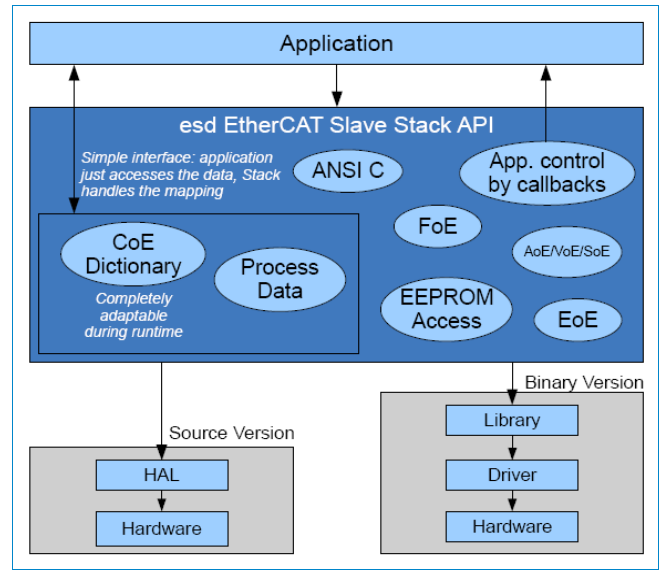 Application
esd EtherCAT Slave Stack API
Simple interface: application
just accesses the data, Stack
handles the mapping
ANSI C
App. control
by callbacks
FoE
CoE
Dictionary
Process
Data
AoE/VoE/SoE
Completely
adaptable
during runtime
EEPROM
Access
EoE
Source Version
HAL
Hardware
Binary Version
Library
Driver
Hardware